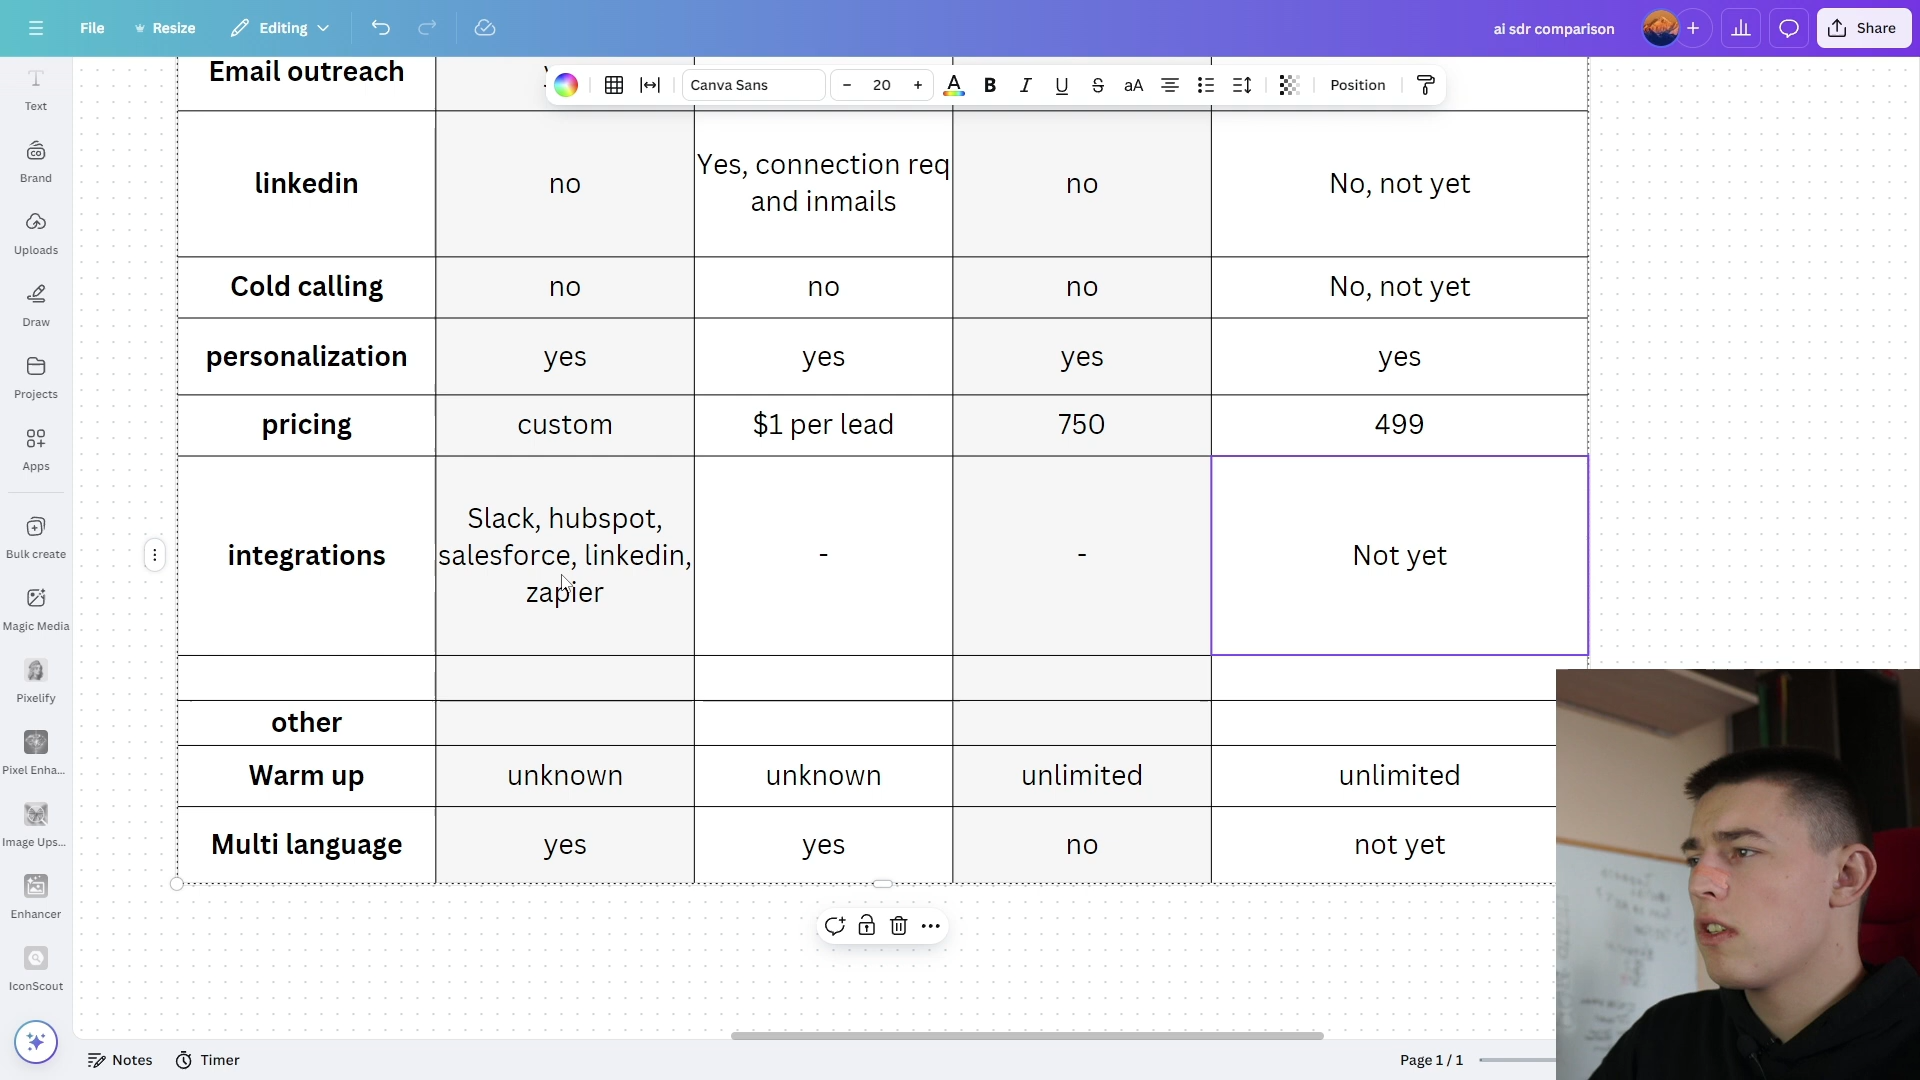 File
Resize
Editing
ai sdr comparison
Share
Canva Sans
– 20 +
A B I U S aA
Position
Text
Brand
Uploads
Draw
Projects
Apps
Bulk create
Magic Media
Pixelify
Pixel Enha...
Image Ups...
Enhancer
IconScout
Email outreach
linkedin
no
Yes, connection req
and inmails
no
No, not yet
Cold calling
no
no
no
No, not yet
personalization
yes
yes
yes
yes
pricing
custom
$1 per lead
750
499
integrations
Slack, hubspot,
salesforce, linkedin,
zapier
-
-
Not yet
other
Warm up
unknown
unknown
unlimited
unlimited
Multi language
yes
yes
no
not yet
Notes
Timer
Page 1 / 1